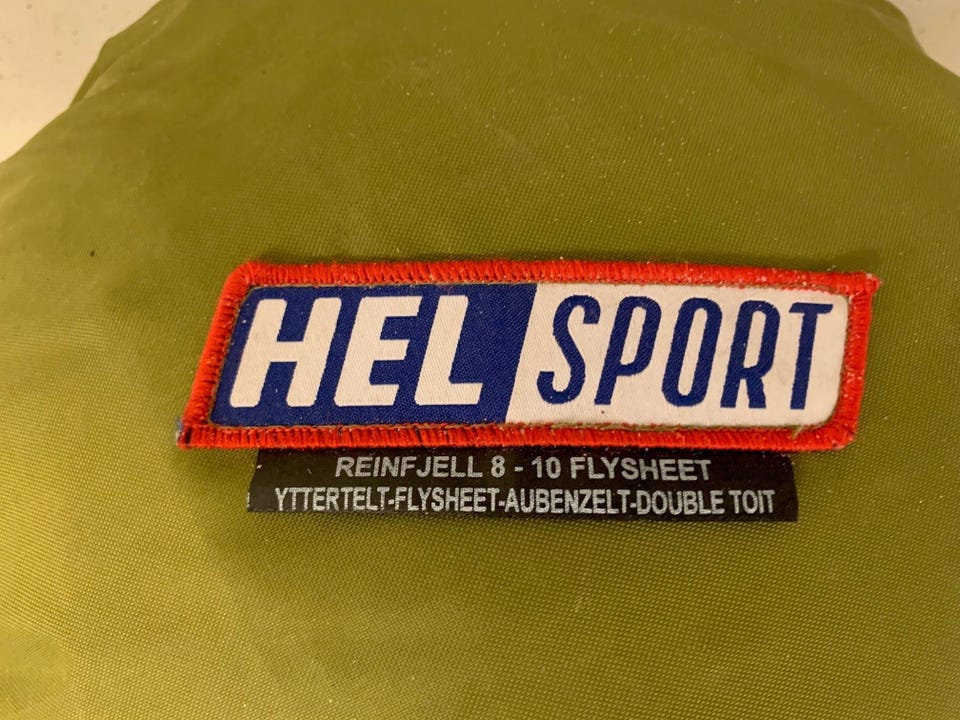 HEL SPORT
REINFJELL 8 - 10 FLYSHEET
YTTERTELT-FLYSHEET-AUBENZELT-DOUBLE TOIT